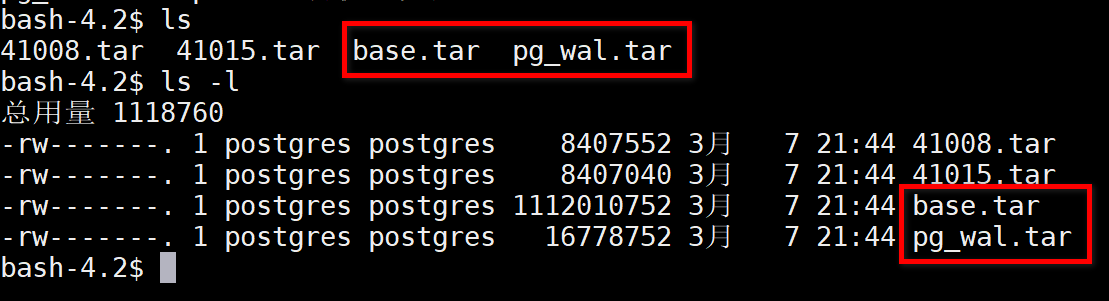 bash-4.2$ ls
41008.tar  41015.tar  base.tar  pg_wal.tar
bash-4.2$ ls -l
总用量 1118760
-rw-------. 1 postgres postgres    8407552 3月   7 21:44 41008.tar
-rw-------. 1 postgres postgres    8407040 3月   7 21:44 41015.tar
-rw-------. 1 postgres postgres 1112010752 3月   7 21:44 base.tar
-rw-------. 1 postgres postgres   16778752 3月   7 21:44 pg_wal.tar
bash-4.2$